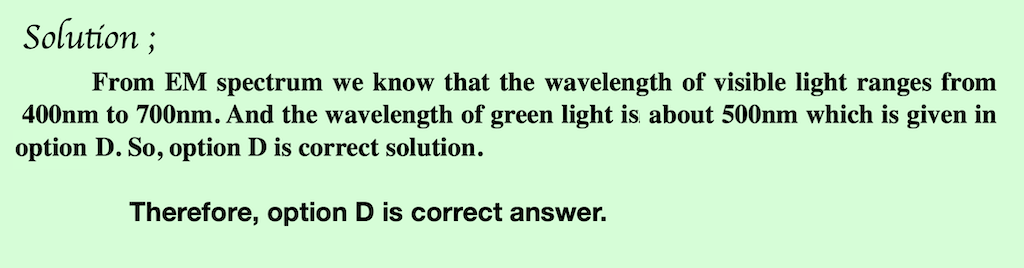 Solution ;
From EM spectrum we know that the wavelength of visible light ranges from
400nm to 700nm. And the wavelength of green light is about 500nm which is given in
option D. So, option D is correct solution.
Therefore, option D is correct answer.